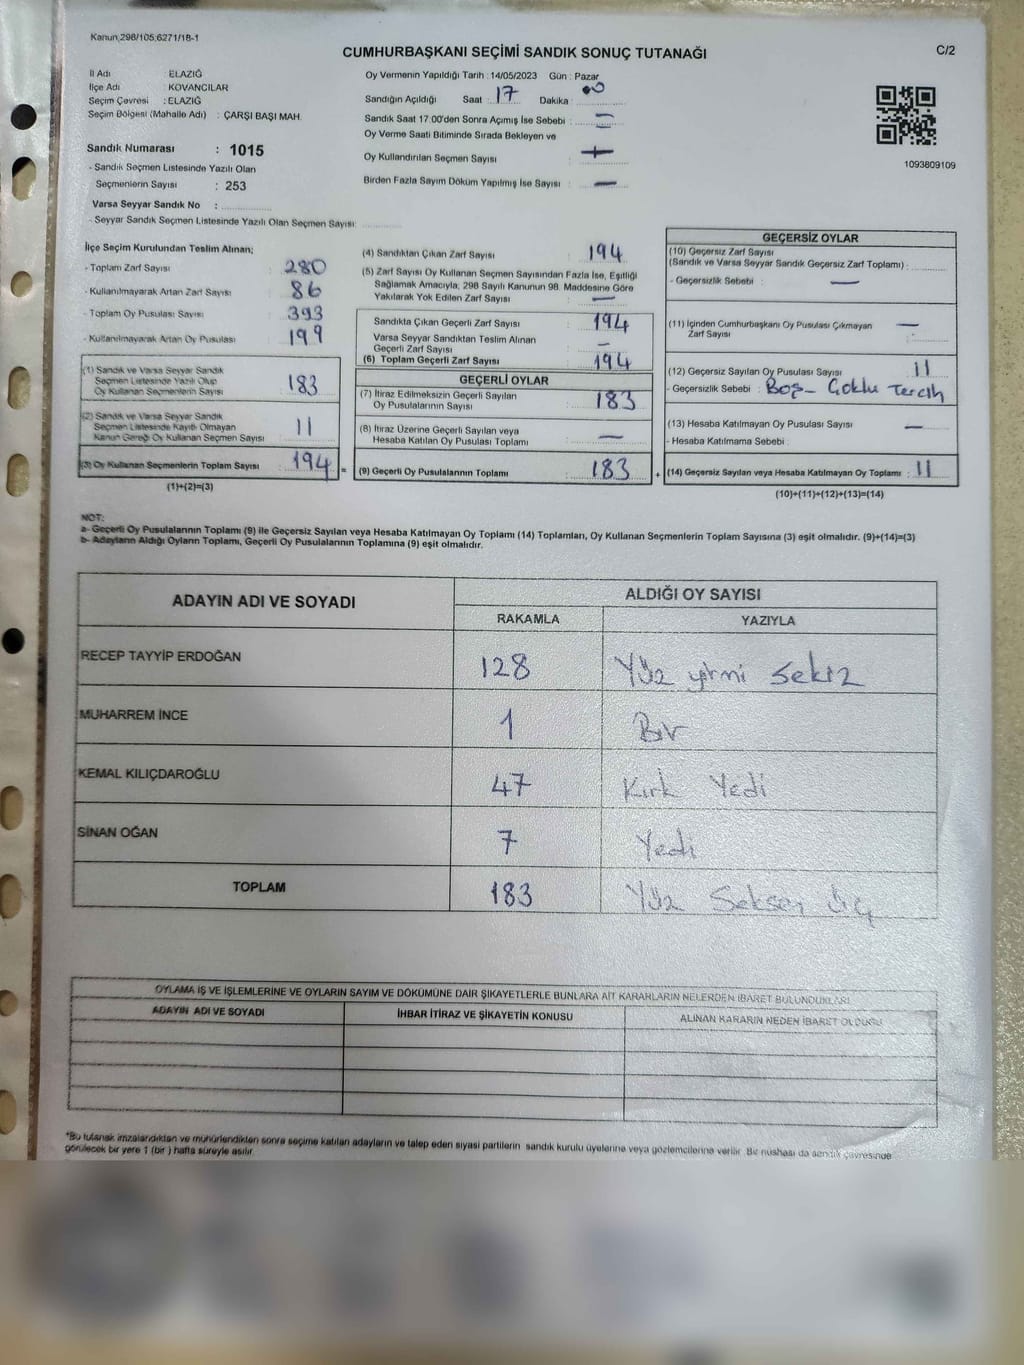 Kanun,298/105,6271/18-1
CUMHURBAŞKANI SEÇİMİ SANDIK SONUÇ TUTANAĞI
C/2
İl Adı : ELAZIĞ
İlçe Adı : KOVANCILAR
Seçim Çevresi : ELAZIĞ
Seçim Bölgesi (Mahalle Adı) : ÇARŞI BAŞI MAH.
Sandık Numarası : 1015
- Sandık Seçmen Listesinde Yazılı Olan
Seçmenlerin Sayısı : 253
Varsa Seyyar Sandık No :
- Seyyar Sandık Seçmen Listesinde Yazılı Olan Seçmen Sayısı:
Oy Vermenin Yapıldığı Tarih : 14/05/2023 Gün : Pazar
Sandığın Açıldığı Saat : 17 Dakika : 00
Sandık Saat 17:00'den Sonra Açımış İse Sebebi : —
Oy Verme Saati Bitiminde Sırada Bekleyen ve
Oy Kullandırılan Seçmen Sayısı : —
Birden Fazla Sayım Döküm Yapılmış İse Sayısı : —
1093809109
İlçe Seçim Kurulundan Teslim Alınan;
- Toplam Zarf Sayısı : 280
- Kullanılmayarak Artan Zarf Sayısı : 86
- Toplam Oy Pusulası Sayısı : 393
- Kullanılmayarak Artan Oy Pusulası : 199
(1) Sandık ve Varsa Seyyar Sandık
Seçmen Listesinde Yazılı Olup
Oy Kullanan Seçmenlerin Sayısı : 183
(2) Sandık ve Varsa Seyyar Sandık
Seçmen Listesinde Kayıtlı Olmayan
Kanun Gereği Oy Kullanan Seçmen Sayısı : 11
(3) Oy Kullanan Seçmenlerin Toplam Sayısı : 194 =
(1)+(2)=(3)
(4) Sandıktan Çıkan Zarf Sayısı : 194
(5) Zarf Sayısı Oy Kullanan Seçmen Sayısından Fazla İse, Eşitliği
Sağlamak Amacıyla, 298 Sayılı Kanunun 98. Maddesine Göre
Yakılarak Yok Edilen Zarf Sayısı : —
Sandıkta Çıkan Geçerli Zarf Sayısı : 194
Varsa Seyyar Sandıktan Teslim Alınan
Geçerli Zarf Sayısı : —
(6) Toplam Geçerli Zarf Sayısı : 194
GEÇERLİ OYLAR
(7) İtiraz Edilmeksizin Geçerli Sayılan
Oy Pusulalarının Sayısı : 183
(8) İtiraz Üzerine Geçerli Sayılan veya
Hesaba Katılan Oy Pusulası Toplamı : —
(9) Geçerli Oy Pusulalarının Toplamı : 183 +
GEÇERSİZ OYLAR
(10) Geçersiz Zarf Sayısı
(Sandık ve Varsa Seyyar Sandık Geçersiz Zarf Toplamı) :
- Geçersizlik Sebebi : —
(11) İçinden Cumhurbaşkanı Oy Pusulası Çıkmayan
Zarf Sayısı : —
(12) Geçersiz Sayılan Oy Pusulası Sayısı : 11
- Geçersizlik Sebebi : Boş - Çoklu Tercih
(13) Hesaba Katılmayan Oy Pusulası Sayısı : —
- Hesaba Katılmama Sebebi :
(14) Geçersiz Sayılan veya Hesaba Katılmayan Oy Toplamı : 11
(10)+(11)+(12)+(13)=(14)
NOT:
a- Geçerli Oy Pusulalarının Toplamı (9) ile Geçersiz Sayılan veya Hesaba Katılmayan Oy Toplamı (14) Toplamları, Oy Kullanan Seçmenlerin Toplam Sayısına (3) eşit olmalıdır. (9)+(14)=(3)
b- Adayların Aldığı Oyların Toplamı, Geçerli Oy Pusulalarının Toplamına (9) eşit olmalıdır.
ADAYIN ADI VE SOYADI ALDIĞI OY SAYISI
RAKAMLA YAZIYLA
RECEP TAYYİP ERDOĞAN 128 Yüz yirmi sekiz
MUHARREM İNCE 1 Bir
KEMAL KILIÇDAROĞLU 47 Kırk Yedi
SİNAN OĞAN 7 Yedi
TOPLAM 183 Yüz Seksen üç
OYLAMA İŞ VE İŞLEMLERİNE VE OYLARIN SAYIM VE DÖKÜMÜNE DAİR ŞİKAYETLERLE BUNLARA AİT KARARLARIN NELERDEN İBARET BULUNDUKLARI
ADAYIN ADI VE SOYADI İHBAR İTİRAZ VE ŞİKAYETİN KONUSU ALINAN KARARIN NEDEN İBARET OLDUĞU
*Bu tutanak imzalandıktan ve mühürlendikten sonra seçime katılan adayların ve talep eden siyasi partilerin sandık kurulu üyelerine veya gözlemcilerine verilir. Bir nüshası da sandık çevresinde
görülecek bir yere 1 (bir ) hafta süreyle asılır.